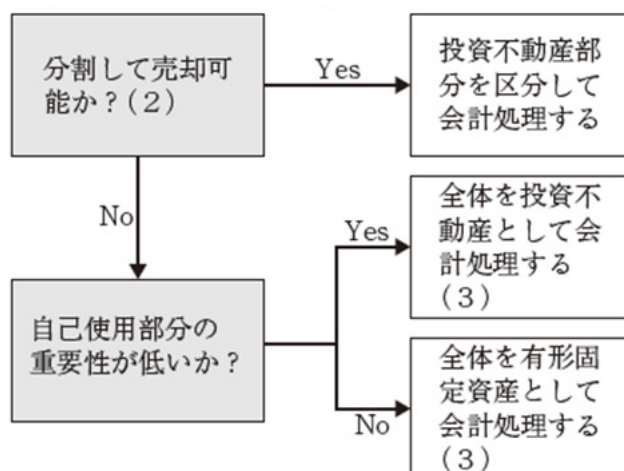 分割して売却可
能か?(2)
Yes
投資不動産部
分を区分して
会計処理する
No
Yes
全体を投資不
動産として会
計処理する
(3)
自己使用部分の
重要性が低いか?
No
全体を有形固
定資産として
会計処理する
(3)